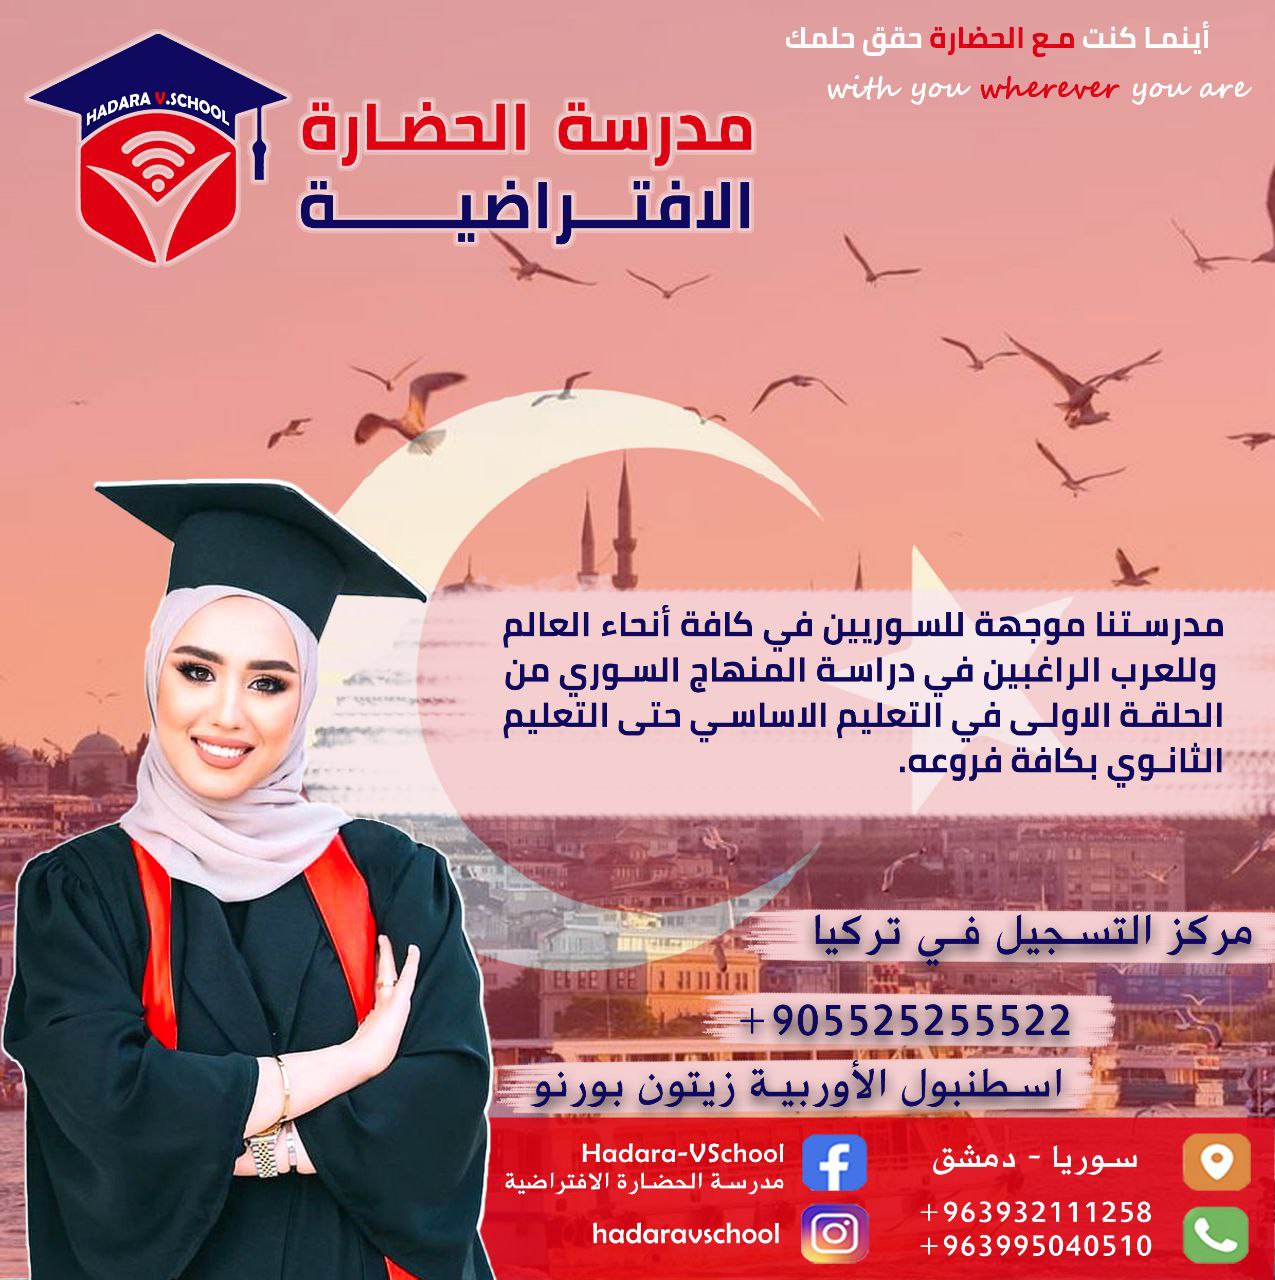 أينما كنت مع الحضارة حقق حلمك
with you wherever you are
HADARA V.SCHOOL
مدرسة الحضارة
الافتراضية
مدرستنا موجهة للسوريين في كافة أنحاء العالم
وللعرب الراغبين في دراسة المنهاج السوري من
الحلقة الاولى في التعليم الاساسي حتى التعليم
الثانوي بكافة فروعه.
مركز التسجيل في تركيا
+905525255522
اسطنبول الأوربية زيتون بورنو
Hadara-VSchool
مدرسة الحضارة الافتراضية
hadaravschool
سوريا - دمشق
+963932111258
+963995040510